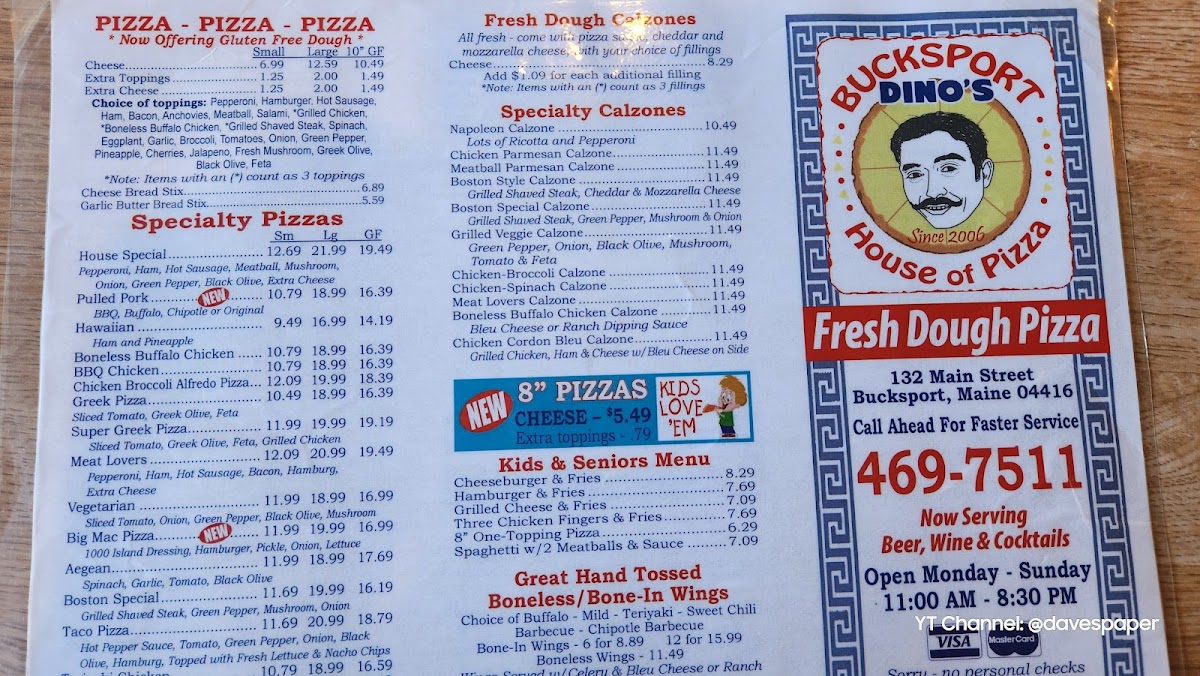 PIZZA - PIZZA - PIZZA
* Now Offering Gluten Free Dough *
Small Large 10" GF
Cheese 6.99 12.59 10.49
Extra Toppings 1.25 2.00 1.49
Extra Cheese 1.25 2.00 1.49
Choice of toppings: Pepperoni, Hamburger, Hot Sausage,
Ham, Bacon, Anchovies, Meatball, Salami, *Grilled Chicken,
*Boneless Buffalo Chicken, *Grilled Shaved Steak, Spinach,
Eggplant, Garlic, Broccoli, Tomatoes, Onion, Green Pepper,
Pineapple, Cherries, Jalapeno, Fresh Mushroom, Greek Olive,
Black Olive, Feta
*Note: Items with an (*) count as 3 toppings
Cheese Bread Stix 6.89
Garlic Butter Bread Stix 5.59
Specialty Pizzas
Sm Lg GF
House Special 12.69 21.99 19.49
Pepperoni, Ham, Hot Sausage, Meatball, Mushroom,
Onion, Green Pepper, Black Olive, Extra Cheese
Pulled Pork NEW 10.79 18.99 16.39
BBQ, Buffalo, Chipotle or Original
Hawaiian 9.49 16.99 14.19
Ham and Pineapple
Boneless Buffalo Chicken 10.79 18.99 16.39
BBQ Chicken 10.79 18.99 16.39
Chicken Broccoli Alfredo Pizza 12.09 19.99 18.39
Greek Pizza 10.49 18.99 16.39
Sliced Tomato, Greek Olive, Feta
Super Greek Pizza 11.99 19.99 19.19
Sliced Tomato, Greek Olive, Feta, Grilled Chicken
Meat Lovers 12.09 20.99 19.49
Pepperoni, Ham, Hot Sausage, Bacon, Hamburg,
Extra Cheese
Vegetarian 11.99 18.99 16.99
Sliced Tomato, Onion, Green Pepper, Black Olive, Mushroom
Big Mac Pizza NEW 11.99 19.99 16.99
1000 Island Dressing, Hamburger, Pickle, Onion, Lettuce
Aegean 11.99 18.99 17.69
Spinach, Garlic, Tomato, Black Olive
Boston Special 11.69 19.99 16.19
Grilled Shaved Steak, Green Pepper, Mushroom, Onion
Taco Pizza 11.69 20.99 18.79
Hot Pepper Sauce, Tomato, Green Pepper, Onion, Black
Olive, Hamburg, Topped with Fresh Lettuce & Nacho Chips
10.79 18.99 16.59
Fresh Dough Calzones
All fresh - come with pizza sauce, cheddar and
mozzarella cheese, with your choice of fillings
Cheese 8.29
Add $1.09 for each additional filling
*Note: Items with an (*) count as 3 fillings
Specialty Calzones
Napoleon Calzone 10.49
Lots of Ricotta and Pepperoni
Chicken Parmesan Calzone 11.49
Meatball Parmesan Calzone 11.49
Boston Style Calzone 11.49
Grilled Shaved Steak, Cheddar & Mozzarella Cheese
Boston Special Calzone 11.49
Grilled Shaved Steak, Green Pepper, Mushroom & Onion
Grilled Veggie Calzone 11.49
Green Pepper, Onion, Black Olive, Mushroom,
Tomato & Feta
Chicken-Broccoli Calzone 11.49
Chicken-Spinach Calzone 11.49
Meat Lovers Calzone 11.49
Boneless Buffalo Chicken Calzone 11.49
Bleu Cheese or Ranch Dipping Sauce
Chicken Cordon Bleu Calzone 11.49
Grilled Chicken, Ham & Cheese w/Bleu Cheese on Side
NEW 8" PIZZAS
CHEESE - $5.49
Extra toppings - .79
KIDS
LOVE
'EM
Kids & Seniors Menu
Cheeseburger & Fries 8.29
Hamburger & Fries 7.69
Grilled Cheese & Fries 7.09
Three Chicken Fingers & Fries 7.69
8" One-Topping Pizza 6.29
Spaghetti w/2 Meatballs & Sauce 7.09
Great Hand Tossed
Boneless/Bone-In Wings
Choice of Buffalo - Mild - Teriyaki - Sweet Chili
Barbecue - Chipotle Barbecue
Bone-In Wings - 6 for 8.89 12 for 15.99
Boneless Wings - 11.49
Wings Served w/Celery & Bleu Cheese or Ranch
BUCKSPORT
DINO'S
Since 2006
House of Pizza
Fresh Dough Pizza
132 Main Street
Bucksport, Maine 04416
Call Ahead For Faster Service
469-7511
Now Serving
Beer, Wine & Cocktails
Open Monday - Sunday
11:00 AM - 8:30 PM
YT Channel: @davespaper
VISA MasterCard
Sorry - no personal checks